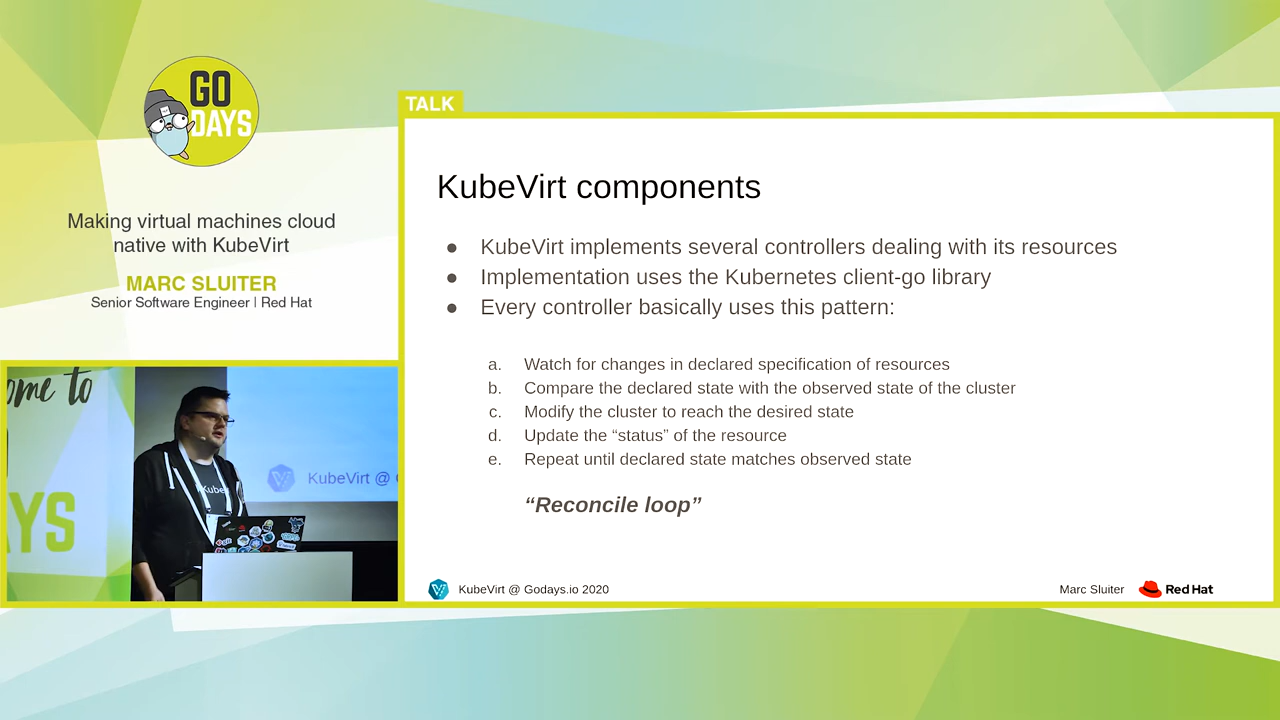 GO
DAYS
TALK
Making virtual machines cloud
native with KubeVirt
MARC SLUITER
Senior Software Engineer | Red Hat
KubeVirt components
● KubeVirt implements several controllers dealing with its resources
● Implementation uses the Kubernetes client-go library
● Every controller basically uses this pattern:
a. Watch for changes in declared specification of resources
b. Compare the declared state with the observed state of the cluster
c. Modify the cluster to reach the desired state
d. Update the “status” of the resource
e. Repeat until declared state matches observed state
“Reconcile loop”
KubeVirt @ Godays.io 2020
Marc Sluiter
Red Hat
ome to
AYS
KubeVirt @